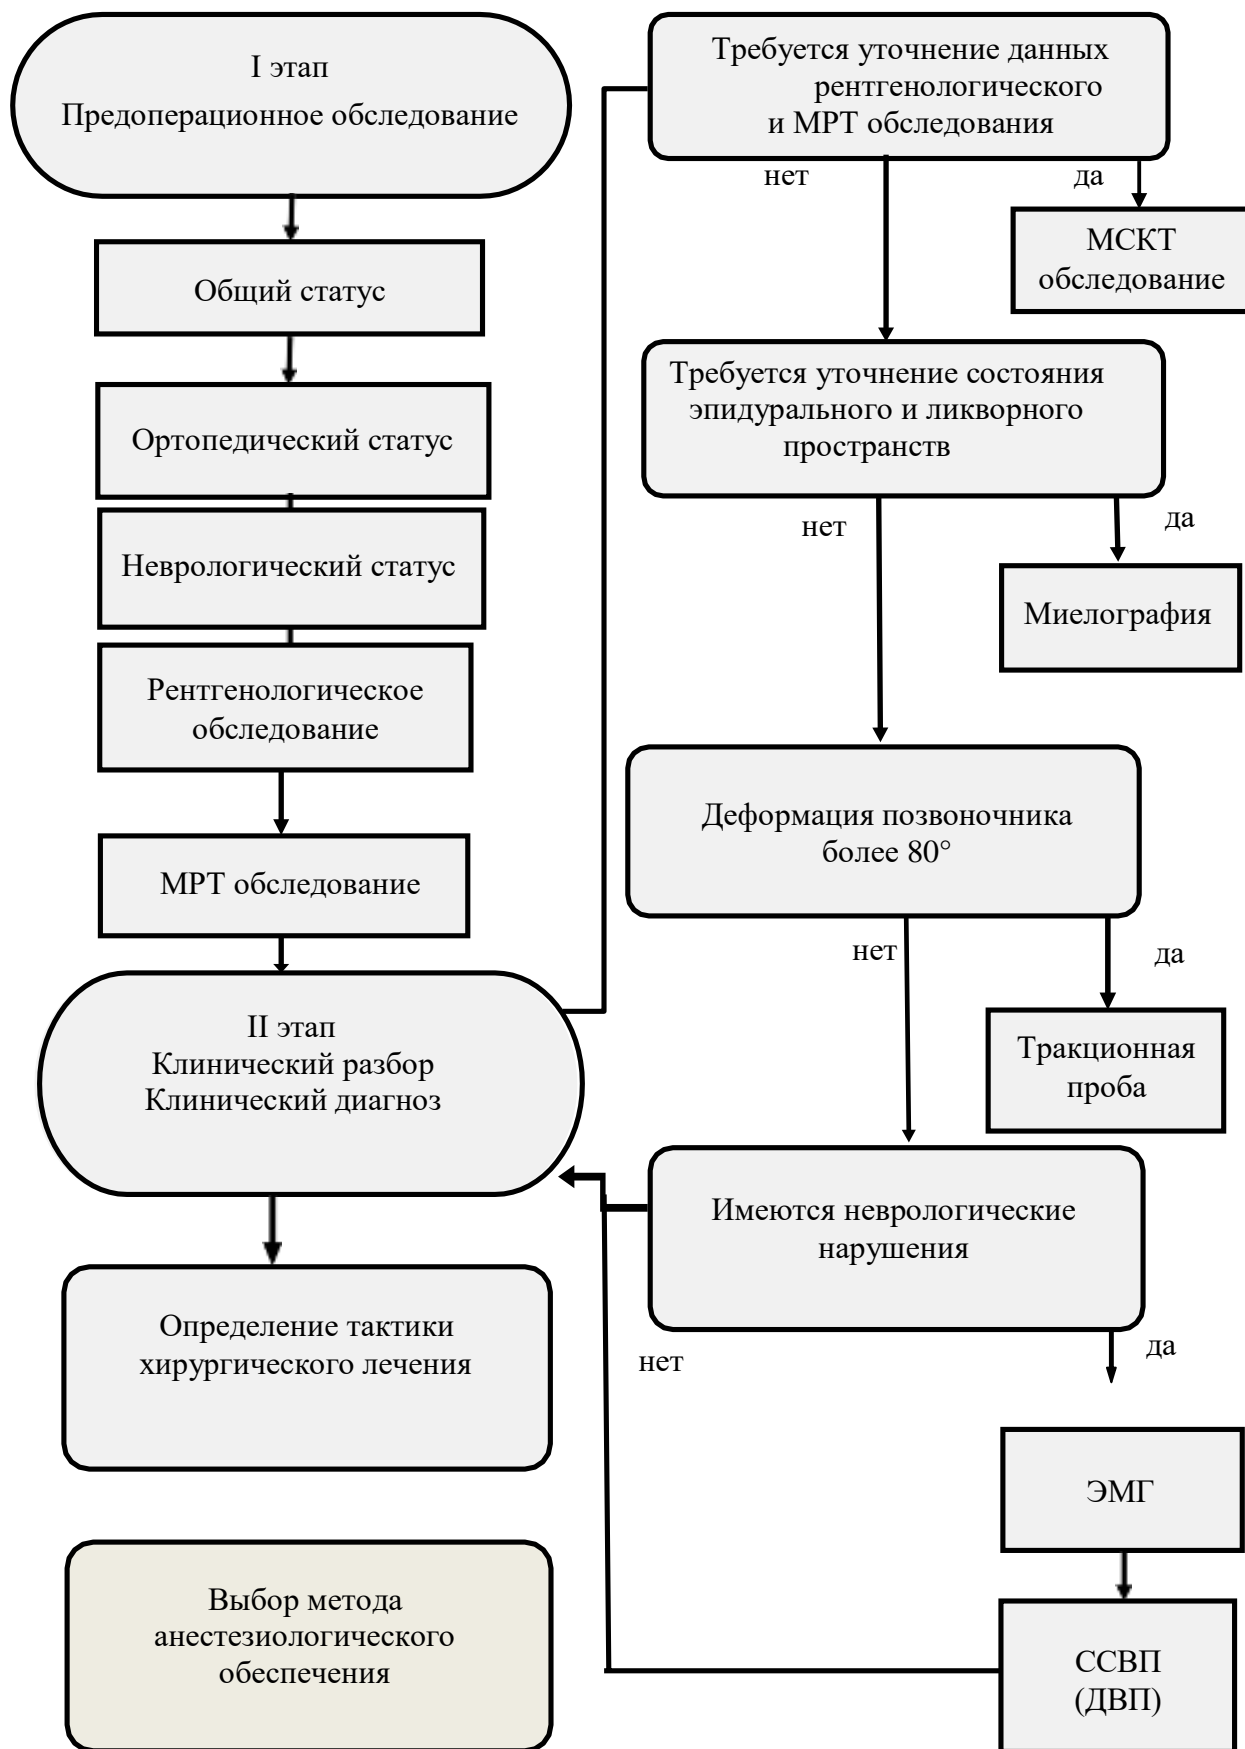 I этап
Предоперационное обследование
Общий статус
Ортопедический статус
Неврологический статус
Рентгенологическое
обследование
МРТ обследование
II этап
Клинический разбор
Клинический диагноз
Определение тактики
хирургического лечения
Выбор метода
анестезиологического
обеспечения
Требуется уточнение данных
рентгенологического
и МРТ обследования
нет
да
МСКТ
обследование
Требуется уточнение состояния
эпидурального и ликворного
пространств
нет
да
Миелография
Деформация позвоночника
более 80°
нет
да
Тракционная
проба
Имеются неврологические
нарушения
нет
да
ЭМГ
ССВП
(ДВП)